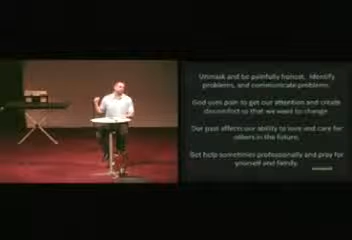 Unmask and be painfully honest. Identify
problems, and communicate problems.
God uses pain to get our attention and create
discomfort so that we want to change
Our past affects our ability to love and care for
others in the future.
Get help sometimes professionally and pray for
yourself and family.